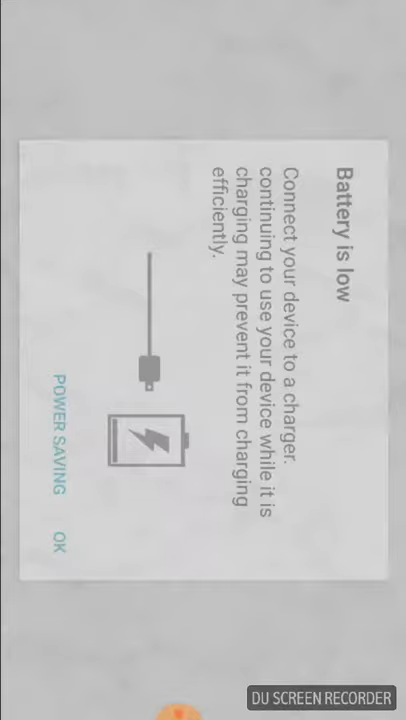 Battery is low
Connect your device to a charger.
continuing to use your device while it is
charging may prevent it from charging
efficiently.
POWER SAVING OK
DU SCREEN RECORDER